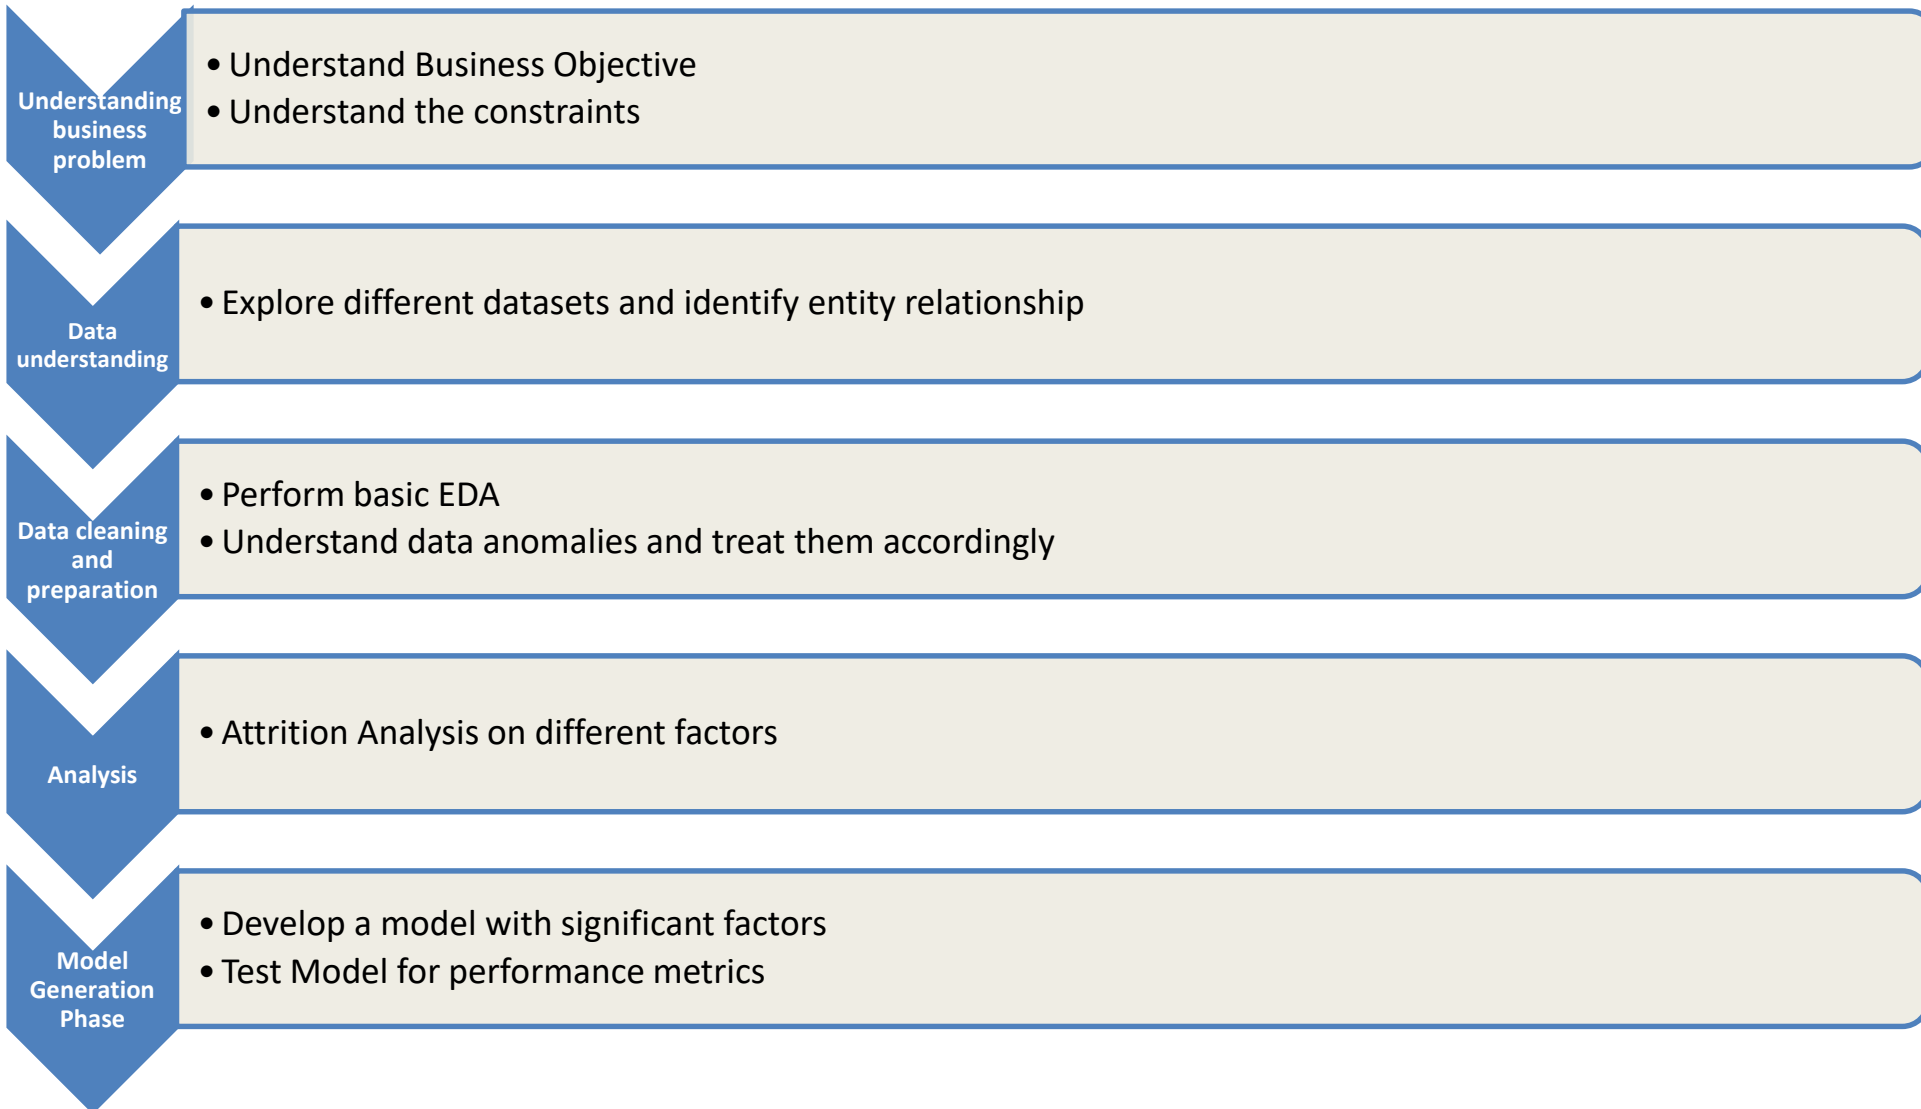 Understanding
business
problem
• Understand Business Objective
• Understand the constraints
Data
understanding
• Explore different datasets and identify entity relationship
Data cleaning
and
preparation
• Perform basic EDA
• Understand data anomalies and treat them accordingly
Analysis
• Attrition Analysis on different factors
Model
Generation
Phase
• Develop a model with significant factors
• Test Model for performance metrics